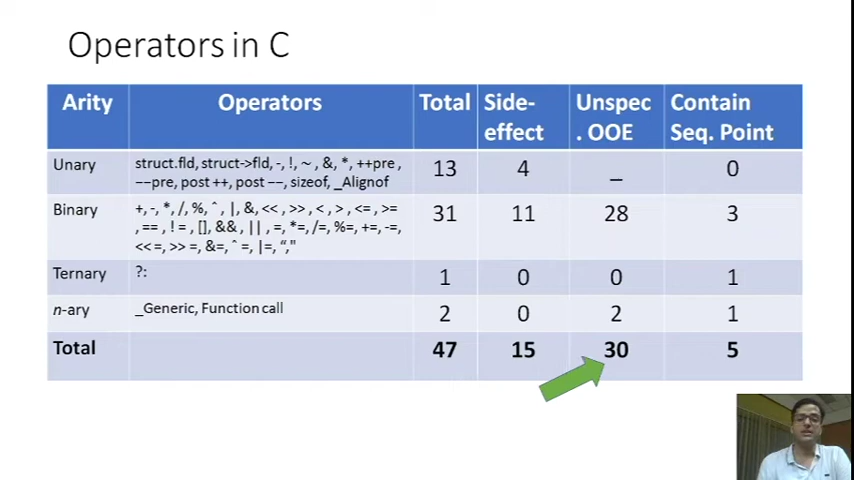 Operators in C
Arity Operators Total Side-effect Unspec. OOE Contain Seq. Point
Unary struct.fld, struct->fld, -, !, ~, &, *, ++pre ,
−−pre, post ++, post −−, sizeof, _Alignof 13 4 _ 0
Binary +, -, *, /, %, ˆ , |, &, << , >> , < , > , <= , >=
, == , ! = , [], && , || , = , *=, /=, %=, +=, -=,
<< =, >> =, &=, ˆ =, |=, “,” 31 11 28 3
Ternary ?: 1 0 0 1
n-ary _Generic, Function call 2 0 2 1
Total 47 15 30 5